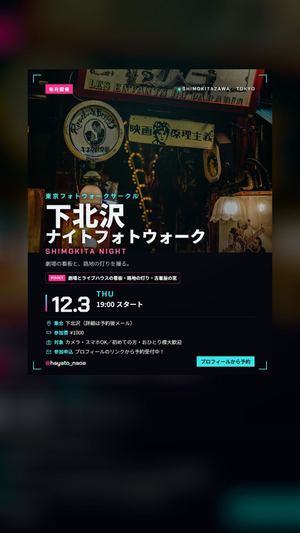 毎月開催
SHIMOKITAZAWA, TOKYO
映画 原理主義
東京フォトウォークサークル
下北沢
ナイトフォトウォーク
SHIMOKITA NIGHT
劇場の看板と、路地の灯りを撮る。
POINT 劇場とライブハウスの看板・路地の灯り・古着屋の窓
12.3
THU
19:00 スタート
集合 下北沢（詳細は予約後メール）
参加費 ¥1000
対象 カメラ・スマホOK／初めての方・おひとり様大歓迎
参加申込 プロフィールのリンクから予約受付中！
@hayato_naoe
プロフィールから予約